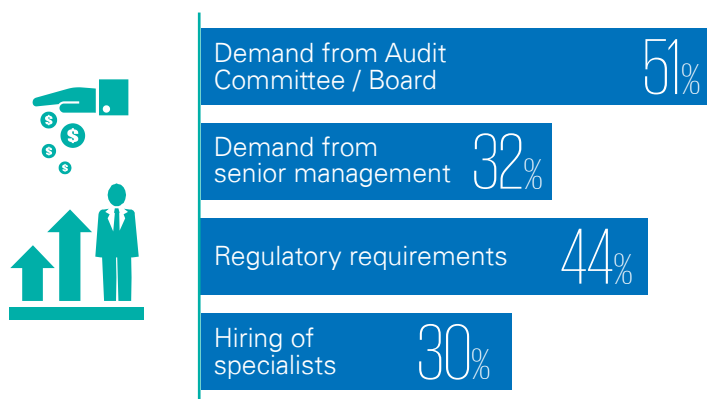 Demand from Audit
Committee / Board
51%
Demand from
senior management
32%
Regulatory requirements
44%
Hiring of
specialists
30%
$
$
$
$